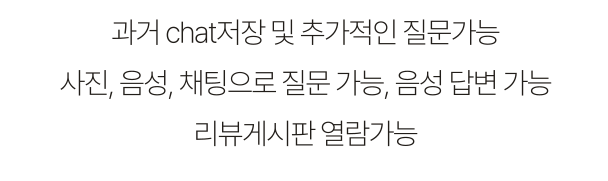 과거 chat저장 및 추가적인 질문가능
사진, 음성, 채팅으로 질문 가능, 음성 답변 가능
리뷰게시판 열람가능